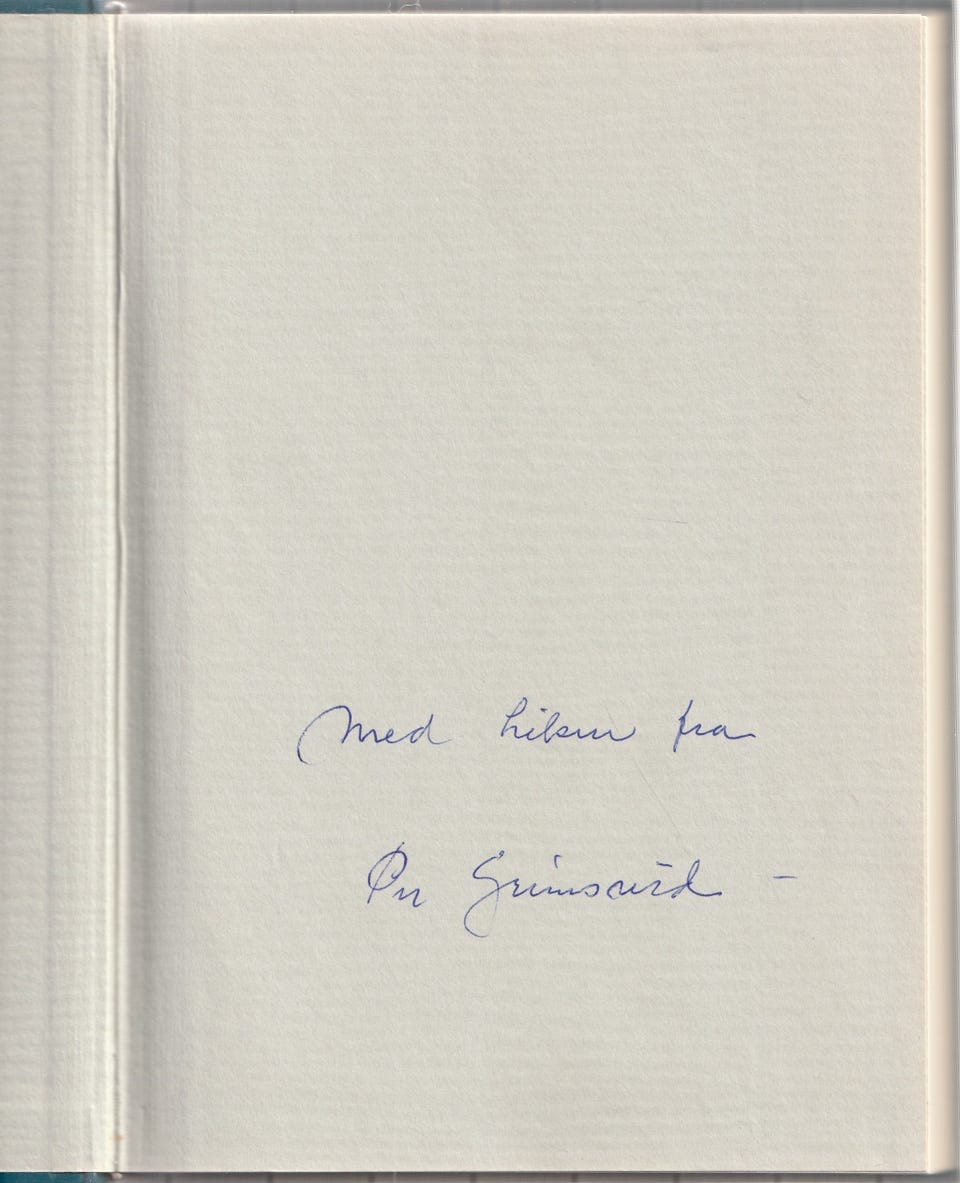 Med hilsen fra
Per Grimsrud -